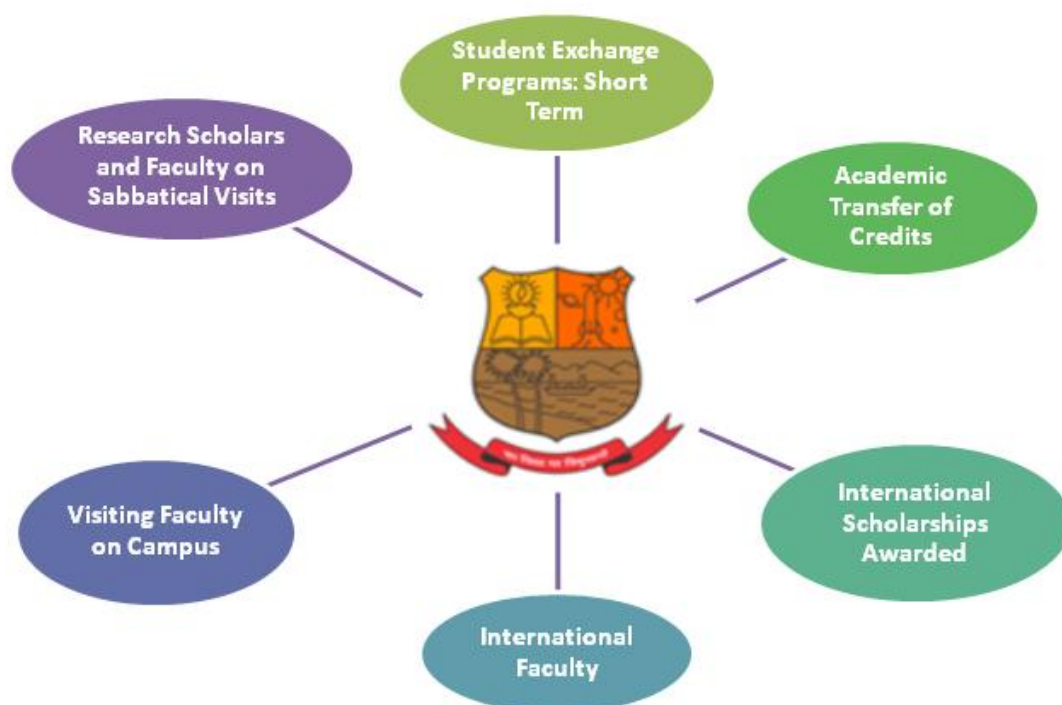 Student Exchange
Programs: Short
Term
Research Scholars
and Faculty on
Sabbatical Visits
Academic
Transfer of
Credits
Visiting Faculty
on Campus
International
Scholarships
Awarded
International
Faculty